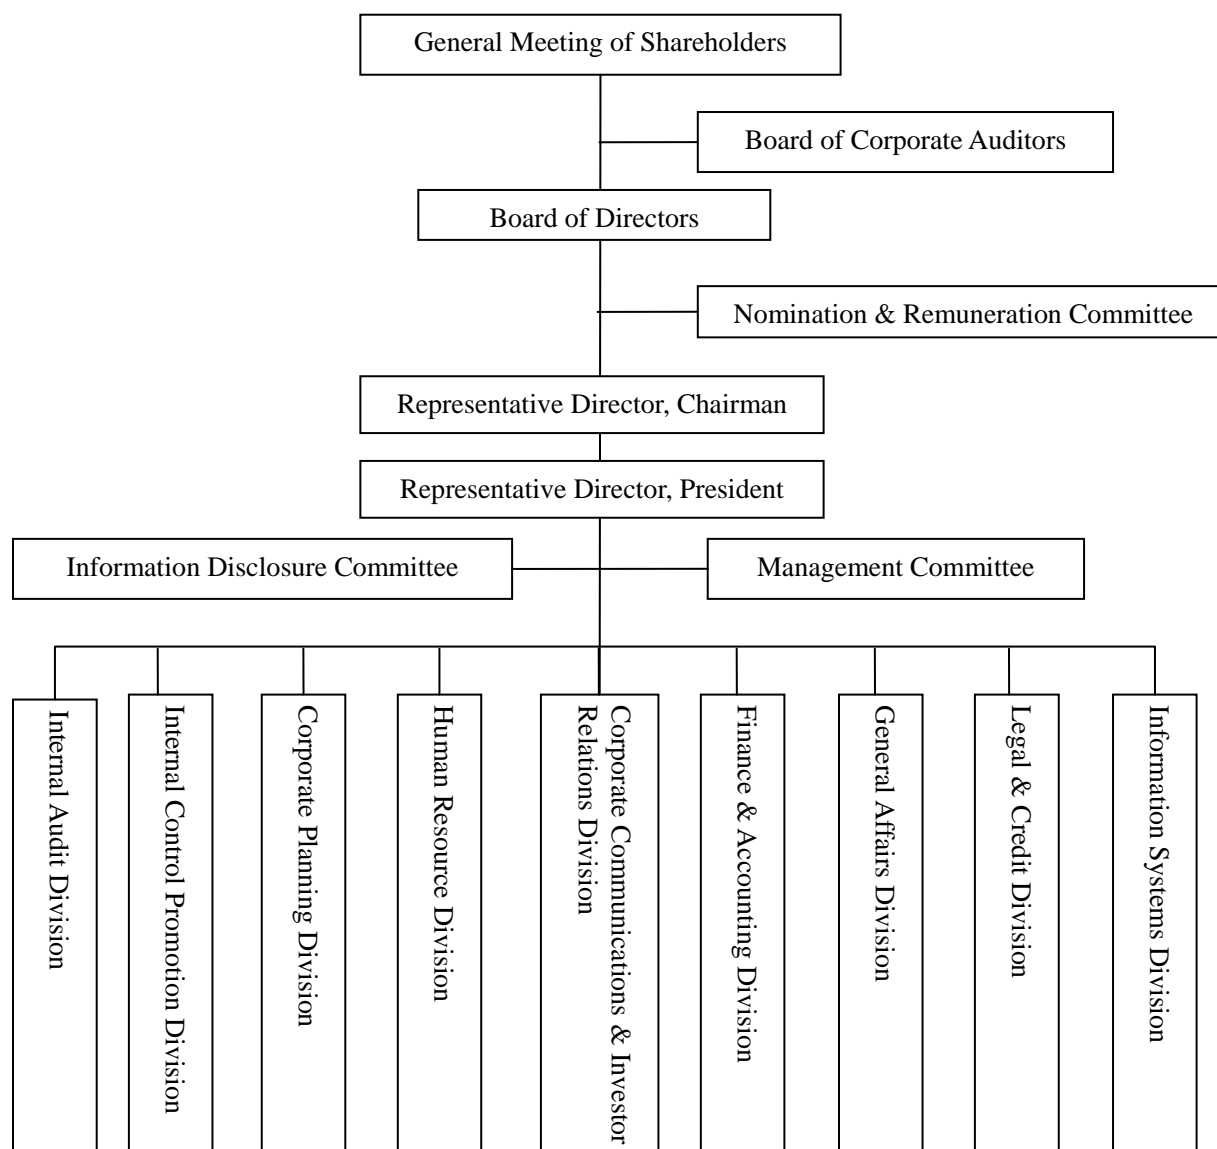 General Meeting of Shareholders
Board of Corporate Auditors
Board of Directors
Nomination & Remuneration Committee
Representative Director, Chairman
Representative Director, President
Information Disclosure Committee
Management Committee
Internal Audit Division
Internal Control Promotion Division
Corporate Planning Division
Human Resource Division
Corporate Communications & Investor
Relations Division
Finance & Accounting Division
General Affairs Division
Legal & Credit Division
Information Systems Division